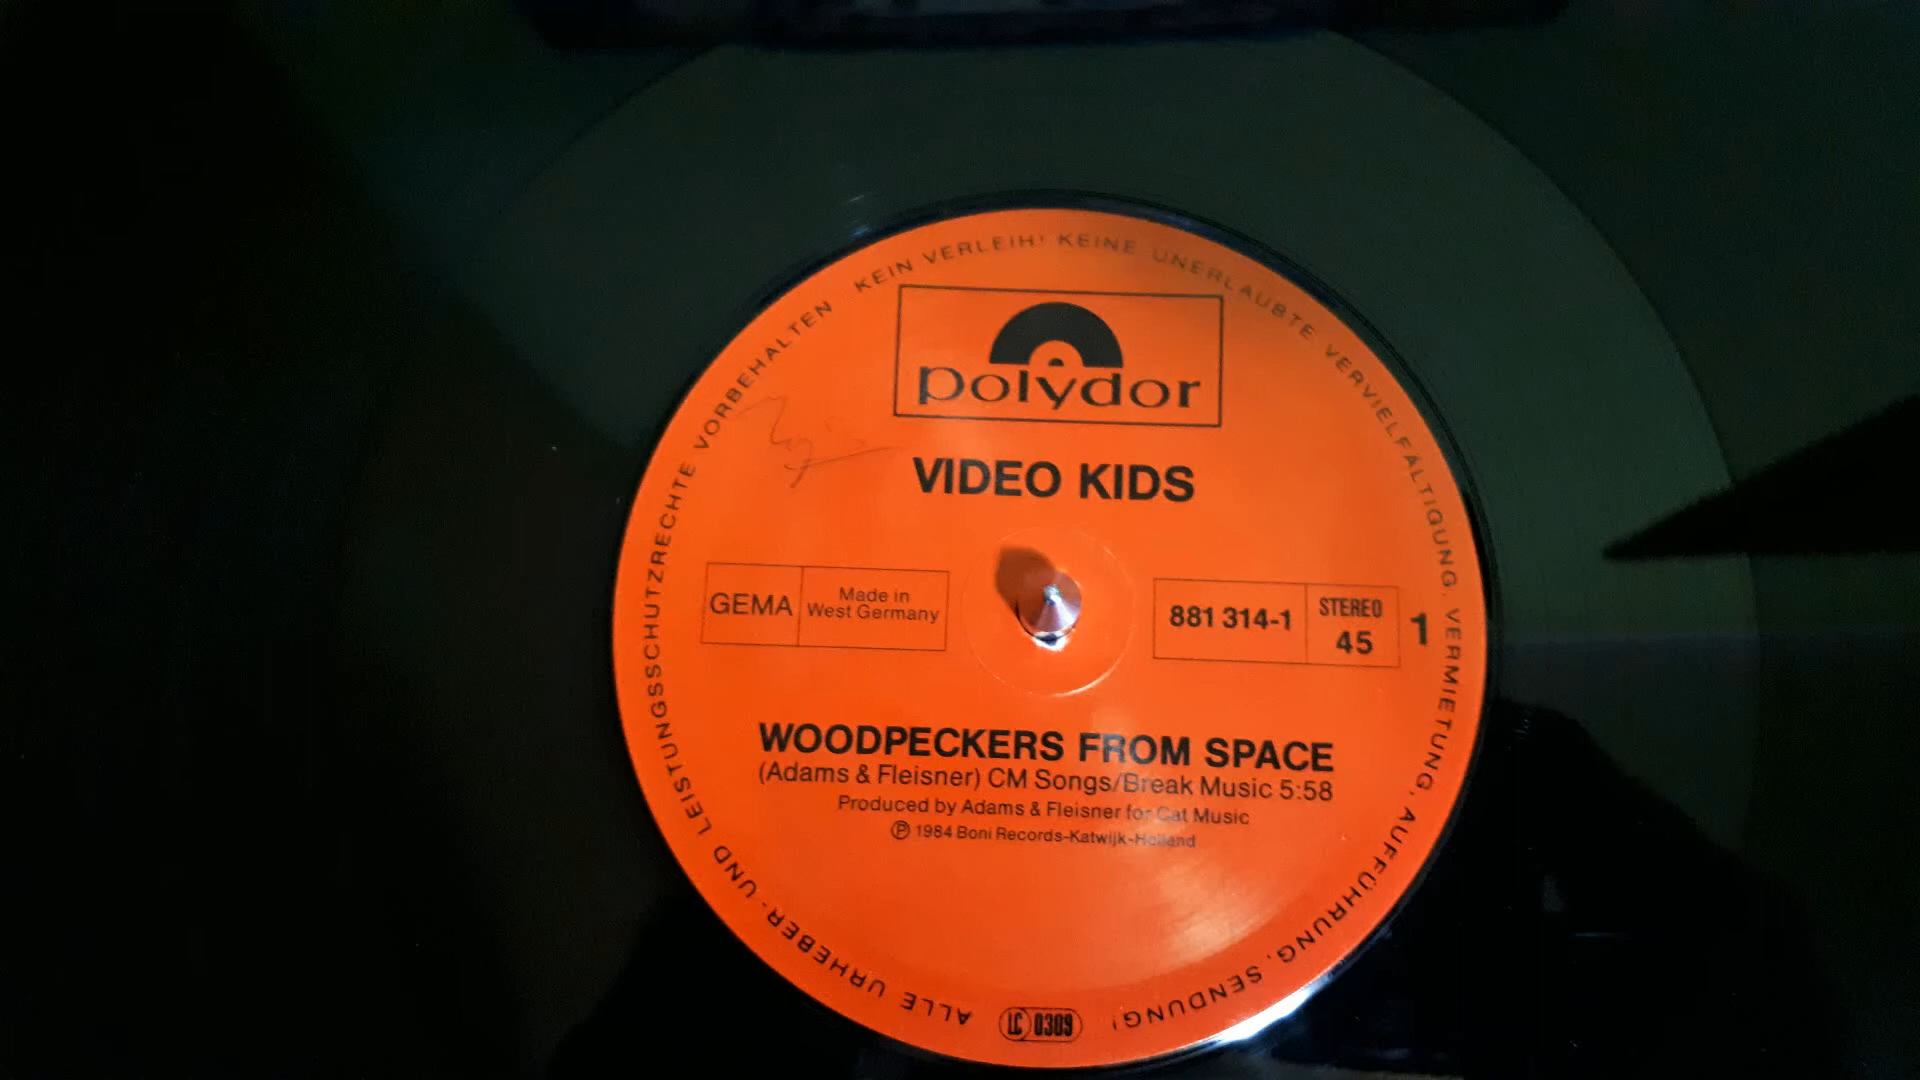 ALLE URHEBER- UND LEISTUNGSSCHUTZRECHTE VORBEHALTEN KEIN VERLEIH! KEINE UNERLAUBTE VERVIELFÄLTIGUNG, VERMIETUNG, AUFFÜHRUNG, SENDUNG!
polydor
VIDEO KIDS
GEMA
Made in
West Germany
881 314-1
STEREO
45
1
WOODPECKERS FROM SPACE
(Adams & Fleisner) CM Songs/Break Music 5:58
Produced by Adams & Fleisner for Cat Music
Ⓟ 1984 Boni Records-Katwijk-Holland
LC 0309